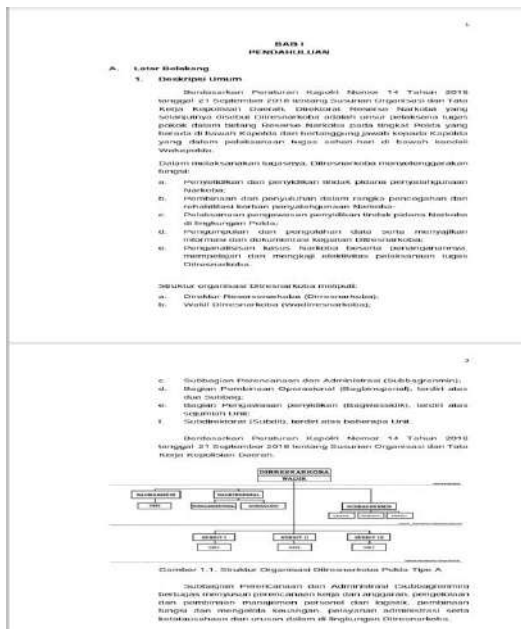 BAB I
PENDAHULUAN
A. Latar Belakang
1. Deskripsi Umum
Berdasarkan Peraturan Kapolri Nomor 14 Tahun 2018
tanggal 21 September 2018 tentang Susunan Organisasi dan Tata
Kerja Kepolisian Daerah, Direktorat Reserse Narkoba yang
selanjutnya disebut Ditresnarkoba adalah unsur pelaksana tugas
pokok dalam bidang Reserse Narkoba pada tingkat Polda yang
berada di bawah Kapolda dan bertanggung jawab kepada Kapolda
yang dalam pelaksanaan tugas sehari-hari di bawah kendali
Wakapolda.
Dalam melaksanakan tugasnya, Ditresnarkoba menyelenggarakan
fungsi:
a. Penyelidikan dan penyidikan tindak pidana penyalahgunaan
Narkoba;
b. Pembinaan dan penyuluhan dalam rangka pencegahan dan
rehabilitasi korban penyalahgunaan Narkoba;
c. Pelaksanaan pengawasan penyidikan tindak pidana Narkoba
di lingkungan Polda;
d. Pengumpulan dan pengolahan data serta menyajikan
informasi dan dokumentasi kegiatan Ditresnarkoba;
e. Penganalisisan kasus Narkoba beserta penanganannya,
mempelajari dan mengkaji efektivitas pelaksanaan tugas
Ditresnarkoba.
Struktur organisasi Ditresnarkoba meliputi:
a. Direktur Reserse narkoba (Dirresnarkoba);
b. Wakil Dirresnarkoba (Wadirresnarkoba);
2
c. Subbagian Perencanaan dan Administrasi (Subbagrenmin);
d. Bagian Pembinaan Operasional (Bagbinopsnal), terdiri atas
dua Subbag;
e. Bagian Pengawasan penyidikan (Bagwassidik), terdiri atas
sejumlah Unit;
f. Subdirektorat (Subdit), terdiri atas beberapa Unit.
Berdasarkan Peraturan Kapolri Nomor 14 Tahun 2018
tanggal 21 September 2018 tentang Susunan Organisasi dan Tata
Kerja Kepolisian Daerah.
DIRRESNARKOBA
WADIR
SUBDIT I SUBDIT II SUBDIT III
Gambar 1.1. Struktur Organisasi Ditresnarkoba Polda Tipe A
Subbagian Perencanaan dan Administrasi (Subbagrenmin)
bertugas menyusun perencanaan kerja dan anggaran, pengelolaan
dan pembinaan manajemen personel dan logistik, pembinaan
fungsi dan mengelola keuangan, pelayanan administrasi serta
ketatausahaan dan urusan dalam di lingkungan Ditresnarkoba.